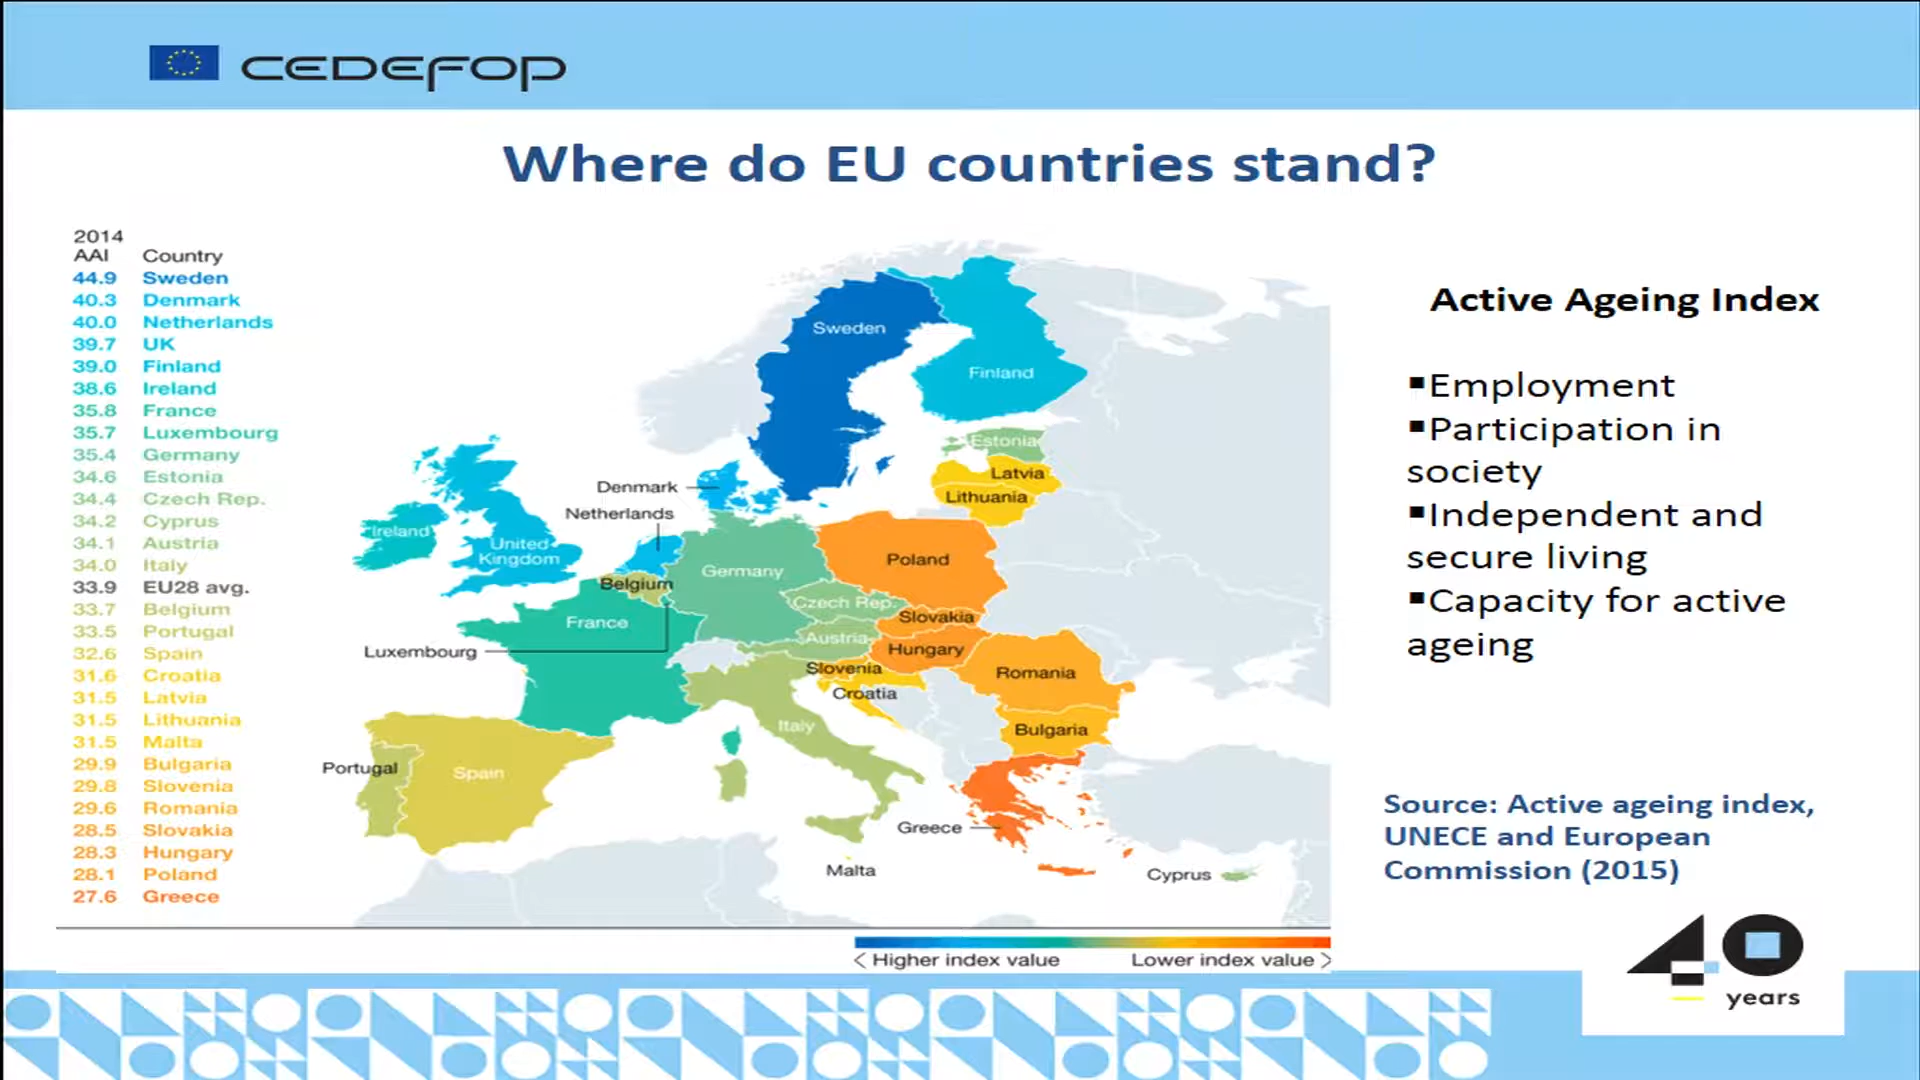 CEDEFOP
Where do EU countries stand?
2014
AAI Country
44.9 Sweden
40.3 Denmark
40.0 Netherlands
39.7 UK
39.0 Finland
38.6 Ireland
35.8 France
35.7 Luxembourg
35.4 Germany
34.6 Estonia
34.4 Czech Rep.
34.2 Cyprus
34.1 Austria
34.0 Italy
33.9 EU28 avg.
33.7 Belgium
33.5 Portugal
32.6 Spain
31.6 Croatia
31.5 Latvia
31.5 Lithuania
31.5 Malta
29.9 Bulgaria
29.8 Slovenia
29.6 Romania
28.5 Slovakia
28.3 Hungary
28.1 Poland
27.6 Greece
Sweden
Finland
Estonia
Latvia
Lithuania
Denmark
Netherlands
Ireland
United
Kingdom
Belgium
Germany
Poland
Czech Rep.
Slovakia
France
Austria
Luxembourg
Hungary
Slovenia
Romania
Croatia
Italy
Bulgaria
Portugal
Spain
Greece
Malta
Cyprus
< Higher index value
Lower index value >
Active Ageing Index
▪Employment
▪Participation in
society
▪Independent and
secure living
▪Capacity for active
ageing
Source: Active ageing index,
UNECE and European
Commission (2015)
40
years